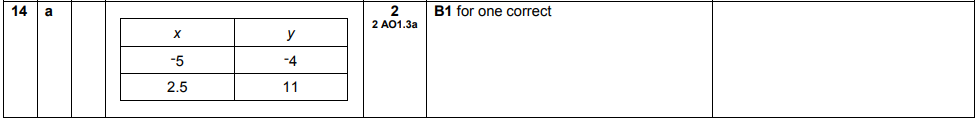 14 a 2 B1 for one correct
2 AO1.3a
x y
-5 -4
2.5 11